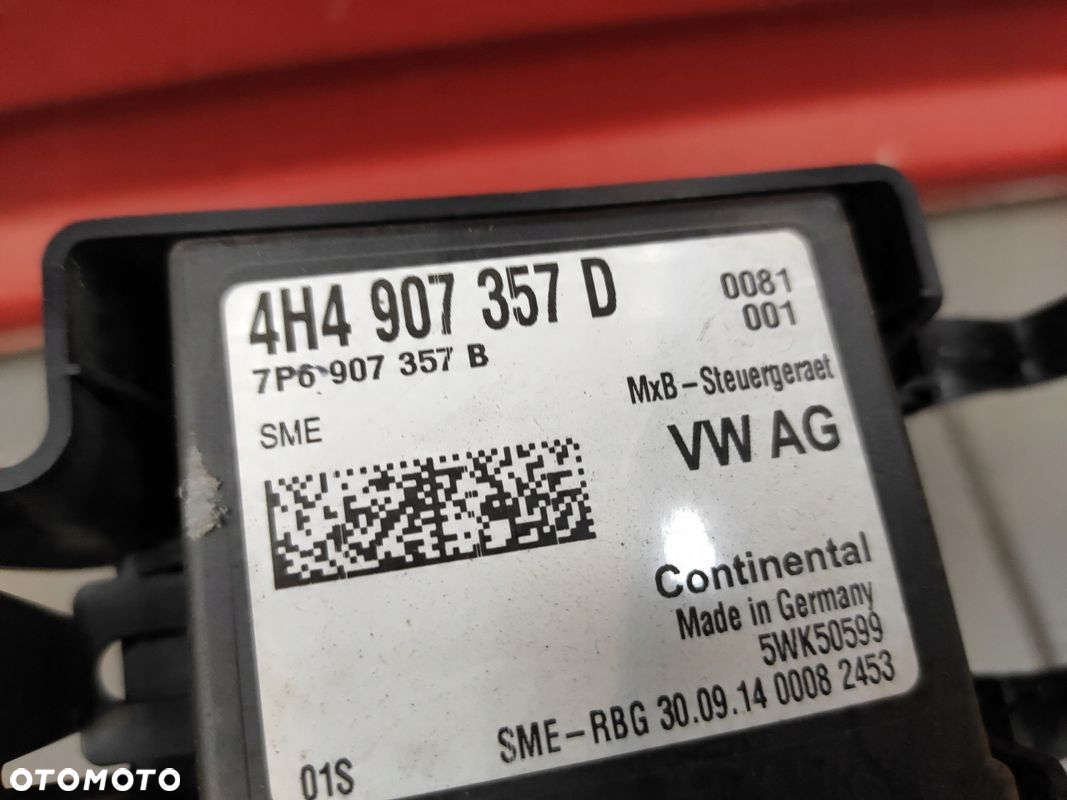 4H4 907 357 D
7P6 907 357 B
SME
0081
001
MxB-Steuergeraet
VW AG
Continental
Made in Germany
5WK50599
SME-RBG 30.09.14 0008 2453
01S
OTOMOTO